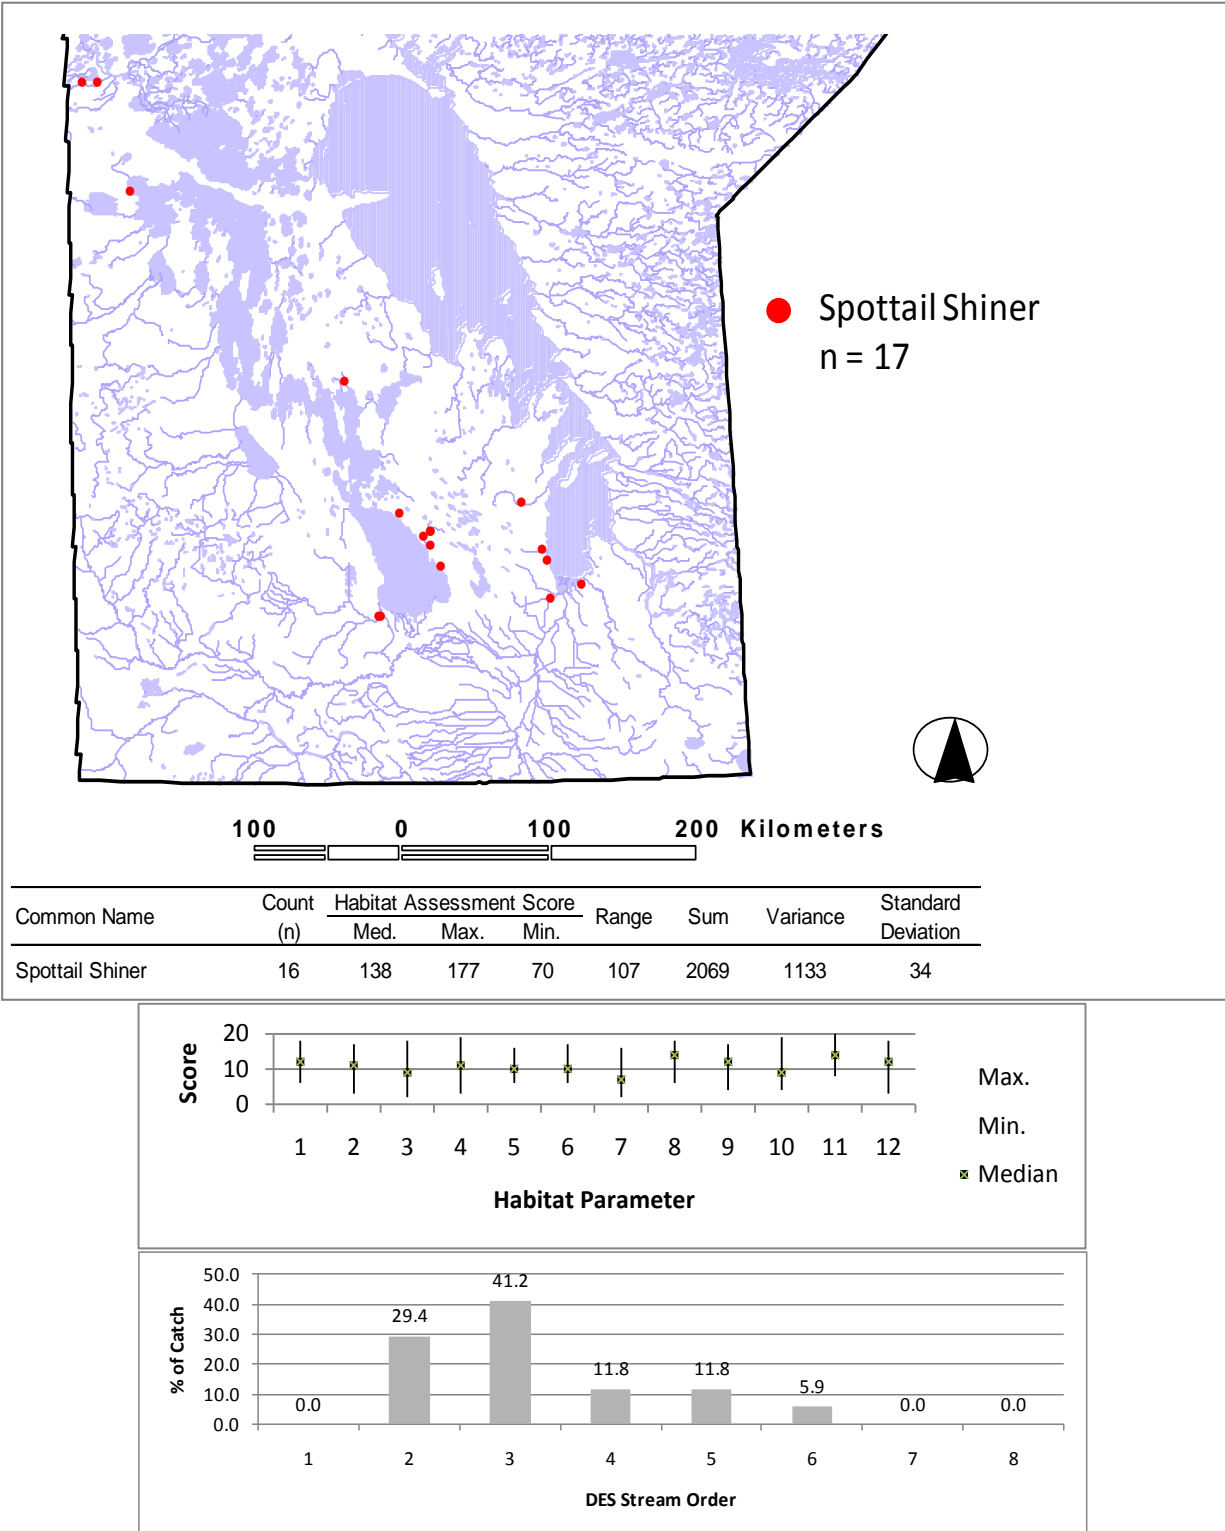 Spottail Shiner
n = 17
100 0 100 200 Kilometers
Common Name Count (n) Habitat Assessment Score Med. Max. Min. Range Sum Variance Standard Deviation
Spottail Shiner 16 138 177 70 107 2069 1133 34
Score
20
10
0
1 2 3 4 5 6 7 8 9 10 11 12
Habitat Parameter
Max.
Min.
Median
% of Catch
50.0
40.0
30.0
20.0
10.0
0.0
0.0 29.4 41.2 11.8 11.8 5.9 0.0 0.0
1 2 3 4 5 6 7 8
DES Stream Order